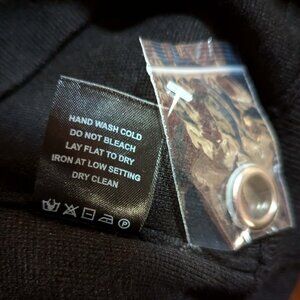 HAND WASH COLD
DO NOT BLEACH
LAY FLAT TO DRY
IRON AT LOW SETTING
DRY CLEAN
P